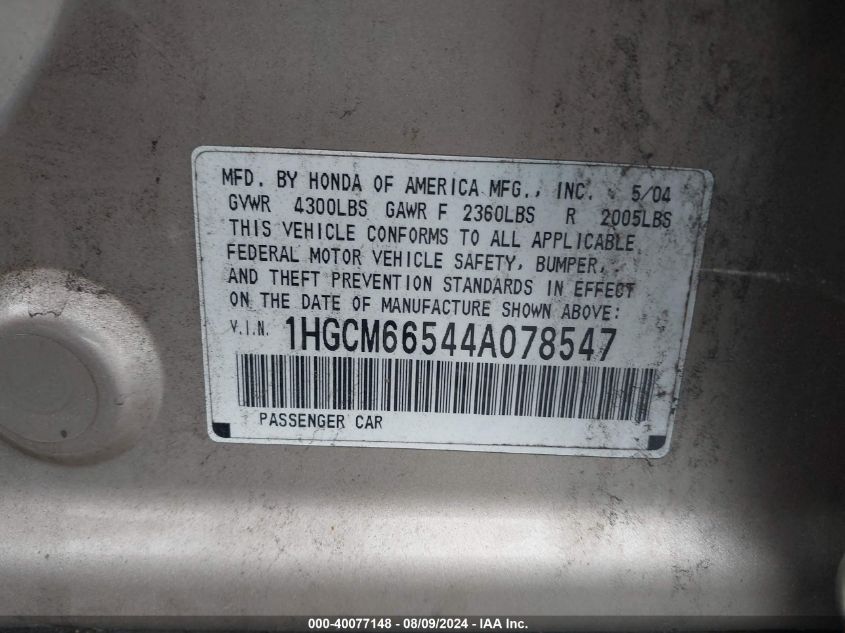 MFD. BY HONDA OF AMERICA MFG., INC. 5/04
GVWR 4300LBS GAWR F 2360LBS R 2005LBS
THIS VEHICLE CONFORMS TO ALL APPLICABLE
FEDERAL MOTOR VEHICLE SAFETY, BUMPER,
AND THEFT PREVENTION STANDARDS IN EFFECT
ON THE DATE OF MANUFACTURE SHOWN ABOVE:
V.I.N. 1HGCM66544A078547
PASSENGER CAR
000-40077148 - 08/09/2024 - IAA Inc.